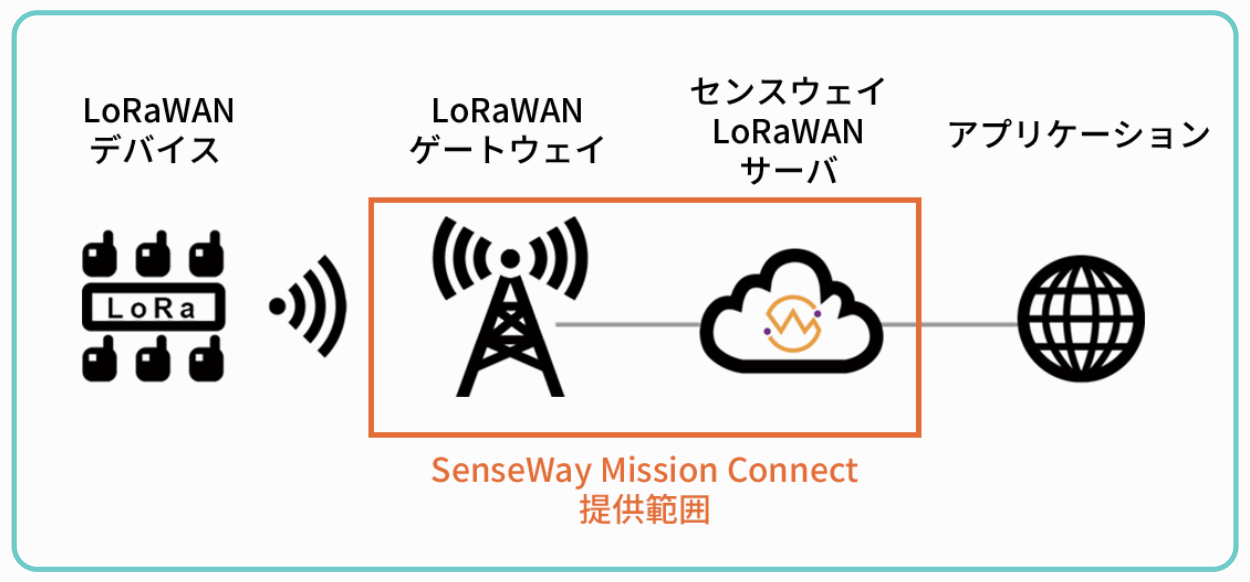 LoRaWAN
デバイス
LoRaWAN
ゲートウェイ
センスウェイ
LoRaWAN
サーバ
アプリケーション
LoRa
SenseWay Mission Connect
提供範囲